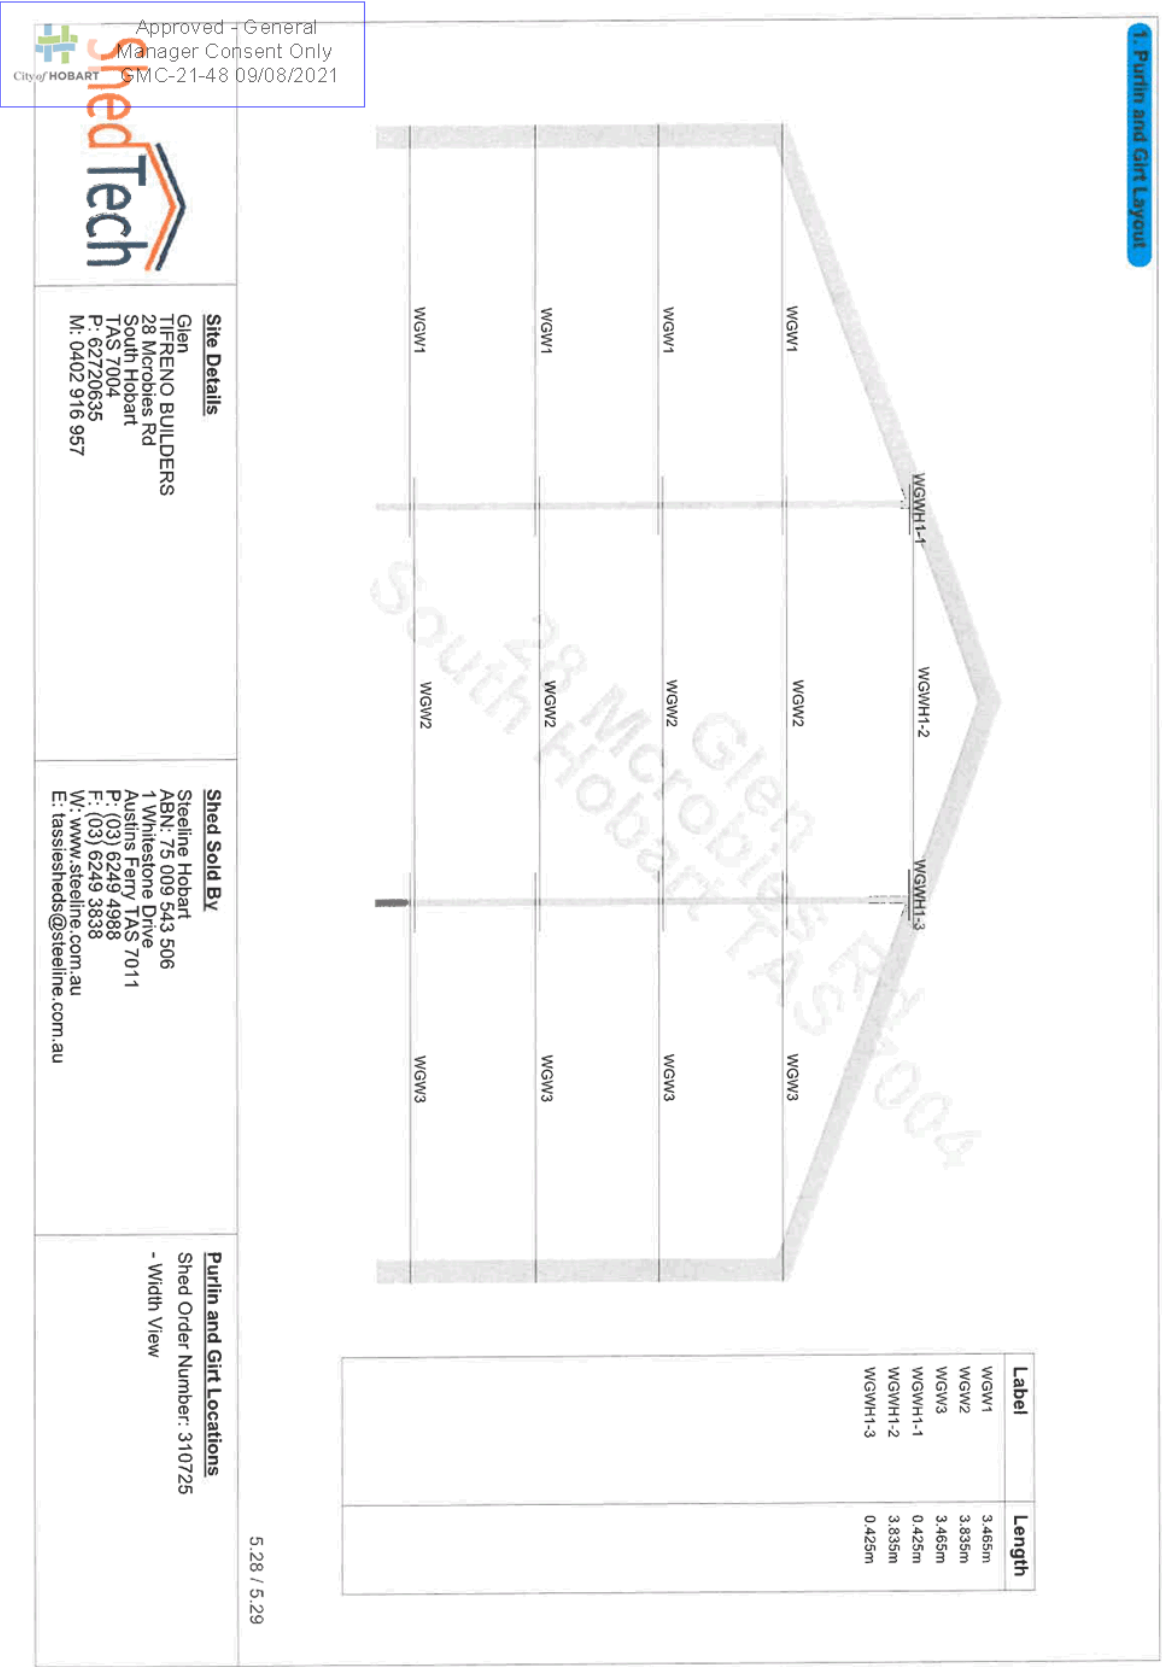 Approved - General
Manager Consent Only
GMC-21-48 09/08/2021
City of HOBART
1. Purlin and Girt Layout
WGWH1-1
WGWH1-2
WGWH1-3
WGW1
WGW2
WGW3
WGW1
WGW2
WGW3
WGW1
WGW2
WGW3
WGW1
WGW2
WGW3
Glen
28 Mcrobies Rd
South Hobart TAS 7004
Label Length
WGW1 3.465m
WGW2 3.835m
WGW3 3.465m
WGWH1-1 0.425m
WGWH1-2 3.835m
WGWH1-3 0.425m
5.28 / 5.29
Shed Tech
Site Details
Glen
TIFRENO BUILDERS
28 Mcrobies Rd
South Hobart
TAS 7004
P: 62720635
M: 0402 916 957
Shed Sold By
Steeline Hobart
ABN: 75 009 543 506
1 Whitestone Drive
Austins Ferry TAS 7011
P: (03) 6249 4988
F: (03) 6249 3838
W: www.steeline.com.au
E: tassiesheds@steeline.com.au
Purlin and Girt Locations
Shed Order Number: 310725
- Width View